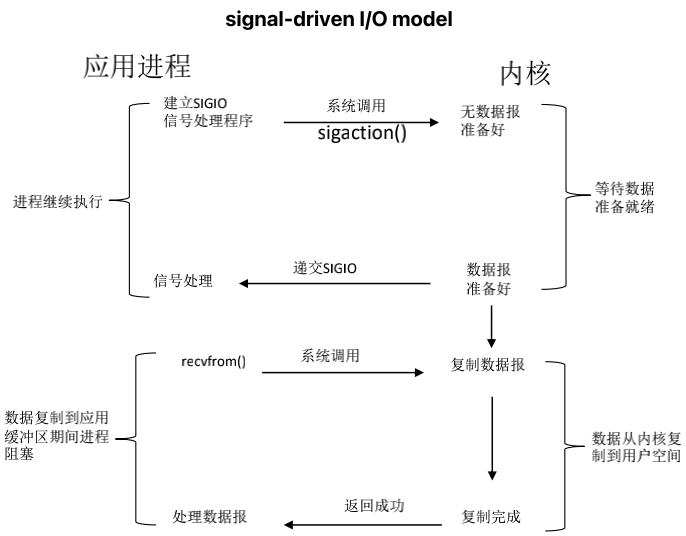 signal-driven I/O model
应用进程
内核
建立SIGIO
信号处理程序
系统调用
sigaction()
无数据报
准备好
进程继续执行
等待数据
准备就绪
信号处理
递交SIGIO
数据报
准备好
recvfrom()
系统调用
复制数据报
数据复制到应用
缓冲区期间进程
阻塞
数据从内核复
制到用户空间
处理数据报
返回成功
复制完成